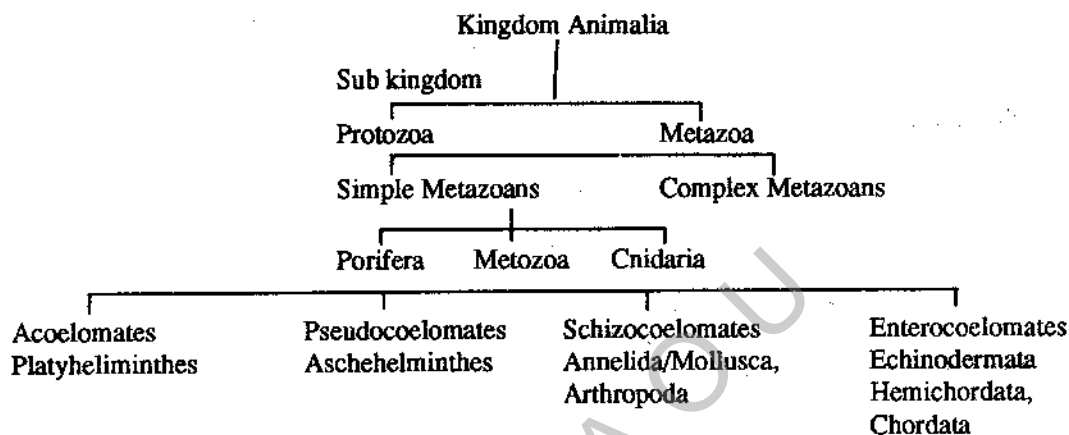 Kingdom Animalia
Sub kingdom
Protozoa Metazoa
Simple Metazoans Complex Metazoans
Porifera Metozoa Cnidaria
Acoelomates Pseudocoelomates Schizocoelomates Enterocoelomates
Platyheliminthes Aschehelminthes Annelida/Mollusca, Echinodermata
Arthropoda Hemichordata,
Chordata
A O U